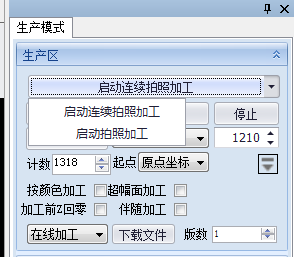 生产模式
生产区
启动连续拍照加工
启动连续拍照加工
停止
启动拍照加工
1210
计数 1318 起点 原点坐标
按颜色加工 超幅面加工
加工前Z回零 伴随加工
在线加工 下载文件 版数 1